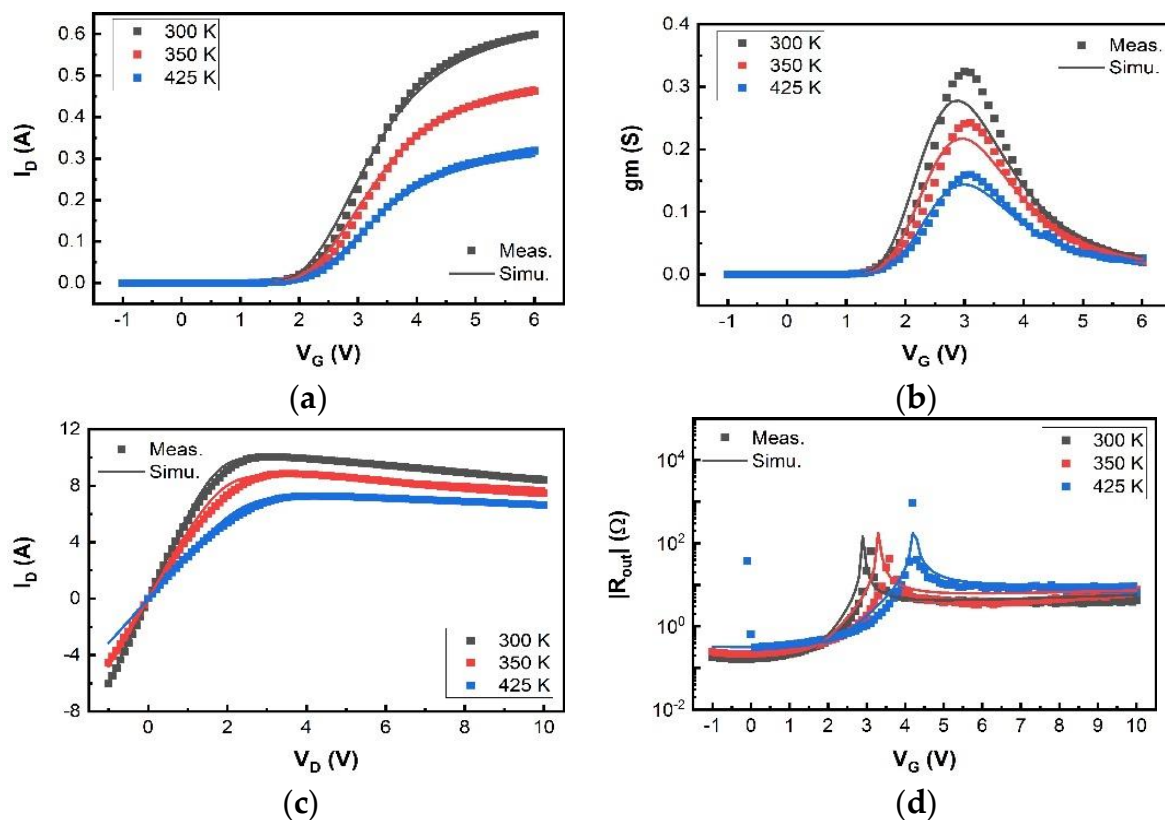 0.6
0.5
0.4
0.3
0.2
0.1
0.0
I_D (A)
300 K
350 K
425 K
Meas.
Simu.
-1 0 1 2 3 4 5 6
V_G (V)
(a)
0.4
0.3
0.2
0.1
0.0
gm (S)
300 K
350 K
425 K
Meas.
Simu.
-1 0 1 2 3 4 5 6
V_G (V)
(b)
12
8
4
0
-4
-8
I_D (A)
Meas.
Simu.
300 K
350 K
425 K
0 2 4 6 8 10
V_D (V)
(c)
10^4
10^2
10^0
10^-2
|R_out| (Ω)
Meas.
Simu.
300 K
350 K
425 K
-1 0 1 2 3 4 5 6 7 8 9 10
V_G (V)
(d)